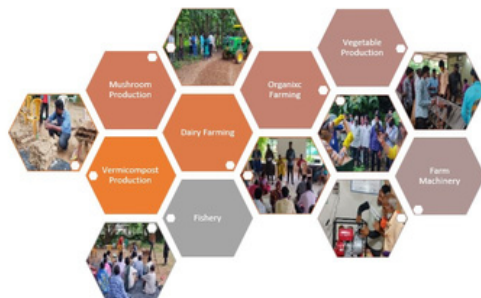 Vegetable
Production
Mushroom
Production
Organixc
Farming
Dairy Farming
Vermicompost
Production
Farm
Machinery
Fishery